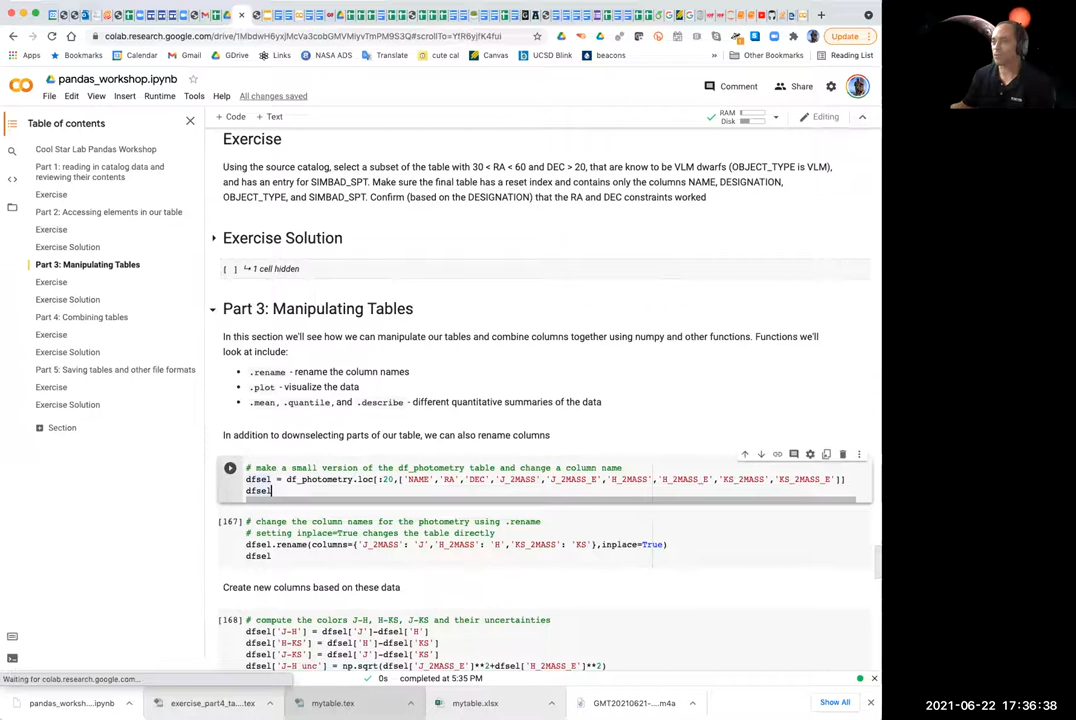 Update
colab.research.google.com/drive/1MbdwH6yxjMcVa3cobGMVMiyvTmPM9S3Q#scrollTo=YfR6yjfK4fui
Apps Bookmarks Calendar Gmail GDrive Links NASA ADS Translate cute cal Canvas UCSD Blink beacons » Other Bookmarks Reading List
pandas_workshop.ipynb
Comment Share
File Edit View Insert Runtime Tools Help All changes saved
Table of contents
+ Code + Text
RAM
Disk
Editing
Cool Star Lab Pandas Workshop
Part 1: reading in catalog data and
reviewing their contents
Exercise
Part 2: Accessing elements in our table
Exercise
Exercise Solution
Part 3: Manipulating Tables
Exercise
Exercise Solution
Part 4: Combining tables
Exercise
Exercise Solution
Part 5: Saving tables and other file formats
Exercise
Exercise Solution
Section
Exercise
Using the source catalog, select a subset of the table with 30 < RA < 60 and DEC > 20, that are know to be VLM dwarfs (OBJECT_TYPE is VLM),
and has an entry for SIMBAD_SPT. Make sure the final table has a reset index and contains only the columns NAME, DESIGNATION,
OBJECT_TYPE, and SIMBAD_SPT. Confirm (based on the DESIGNATION) that the RA and DEC constraints worked
Exercise Solution
[ ] ↳ 1 cell hidden
Part 3: Manipulating Tables
In this section we'll see how we can manipulate our tables and combine columns together using numpy and other functions. Functions we'll
look at include:
• .rename - rename the column names
• .plot - visualize the data
• .mean, .quantile, and .describe - different quantitative summaries of the data
In addition to downselecting parts of our table, we can also rename columns
# make a small version of the df_photometry table and change a column name
dfsel = df_photometry.loc[:20,['NAME','RA','DEC','J_2MASS','J_2MASS_E','H_2MASS','H_2MASS_E','KS_2MASS','KS_2MASS_E']]
dfsel
[167] # change the column names for the photometry using .rename
# setting inplace=True changes the table directly
dfsel.rename(columns={'J_2MASS': 'J','H_2MASS': 'H','KS_2MASS': 'KS'},inplace=True)
dfsel
Create new columns based on these data
[168] # compute the colors J-H, H-KS, J-KS and their uncertainties
dfsel['J-H'] = dfsel['J']-dfsel['H']
dfsel['H-KS'] = dfsel['H']-dfsel['KS']
dfsel['J-KS'] = dfsel['J']-dfsel['KS']
dfsel['J-H unc'] = np.sqrt(dfsel['J_2MASS_E']**2+dfsel['H_2MASS_E']**2)
Waiting for colab.research.google.com...
0s completed at 5:35 PM
pandas_worksh....ipynb exercise_part4_ta....tex mytable.tex mytable.xlsx GMT20210621-....m4a Show All
2021-06-22 17:36:38